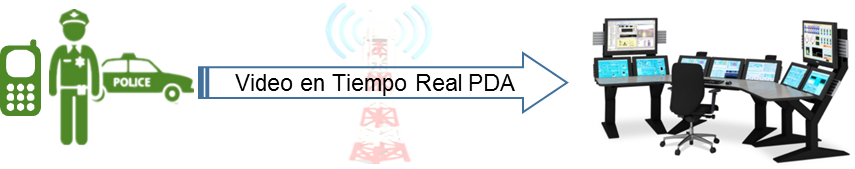 POLICE
Video en Tiempo Real PDA